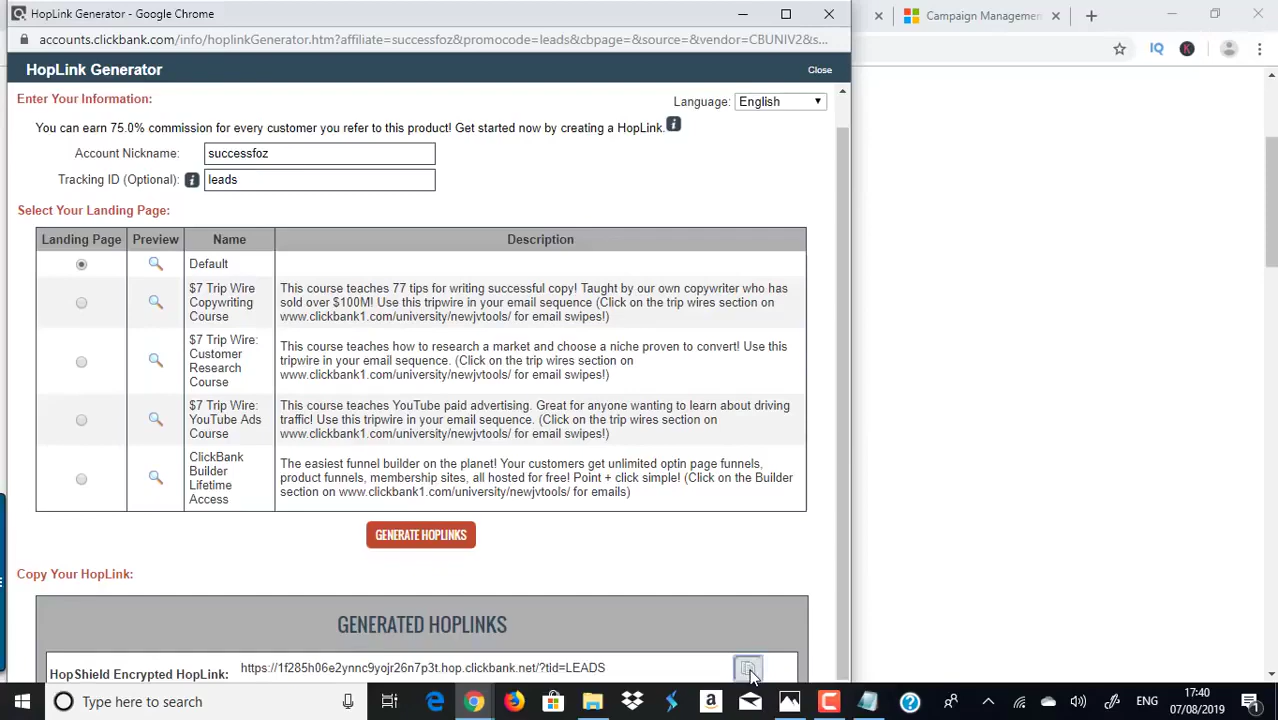 HopLink Generator - Google Chrome
Campaign Managemen
accounts.clickbank.com/info/hoplinkGenerator.htm?affiliate=successfoz&promocode=leads&cbpage=&source=&vendor=CBUNIV2&s...
HopLink Generator
Close
Enter Your Information:
Language: English
You can earn 75.0% commission for every customer you refer to this product! Get started now by creating a HopLink.
Account Nickname: successfoz
Tracking ID (Optional): leads
Select Your Landing Page:
Landing Page Preview Name Description
Default
$7 Trip Wire
Copywriting
Course
This course teaches 77 tips for writing successful copy! Taught by our own copywriter who has
sold over $100M! Use this tripwire in your email sequence (Click on the trip wires section on
www.clickbank1.com/university/newjvtools/ for email swipes!)
$7 Trip Wire:
Customer
Research
Course
This course teaches how to research a market and choose a niche proven to convert! Use this
tripwire in your email sequence. (Click on the trip wires section on
www.clickbank1.com/university/newjvtools/ for email swipes!)
$7 Trip Wire:
YouTube Ads
Course
This course teaches YouTube paid advertising. Great for anyone wanting to learn about driving
traffic! Use this tripwire in your email sequence. (Click on the trip wires section on
www.clickbank1.com/university/newjvtools/ for email swipes!)
ClickBank
Builder
Lifetime
Access
The easiest funnel builder on the planet! Your customers get unlimited optin page funnels,
product funnels, membership sites, all hosted for free! Point + click simple! (Click on the Builder
section on www.clickbank1.com/university/newjvtools/ for emails)
GENERATE HOPLINKS
Copy Your HopLink:
GENERATED HOPLINKS
HopShield Encrypted HopLink: https://1f285h06e2ynnc9yojr26n7p3t.hop.clickbank.net/?tid=LEADS
Type here to search
ENG
17:40
07/08/2019
1